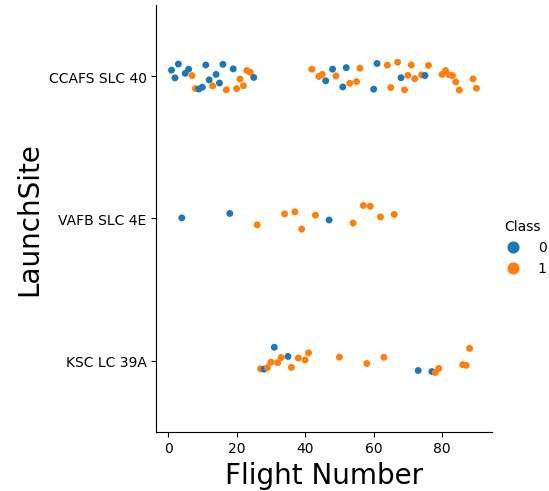 CCAFS SLC 40
VAFB SLC 4E
KSC LC 39A
LaunchSite
0 20 40 60 80
Flight Number
Class
0
1